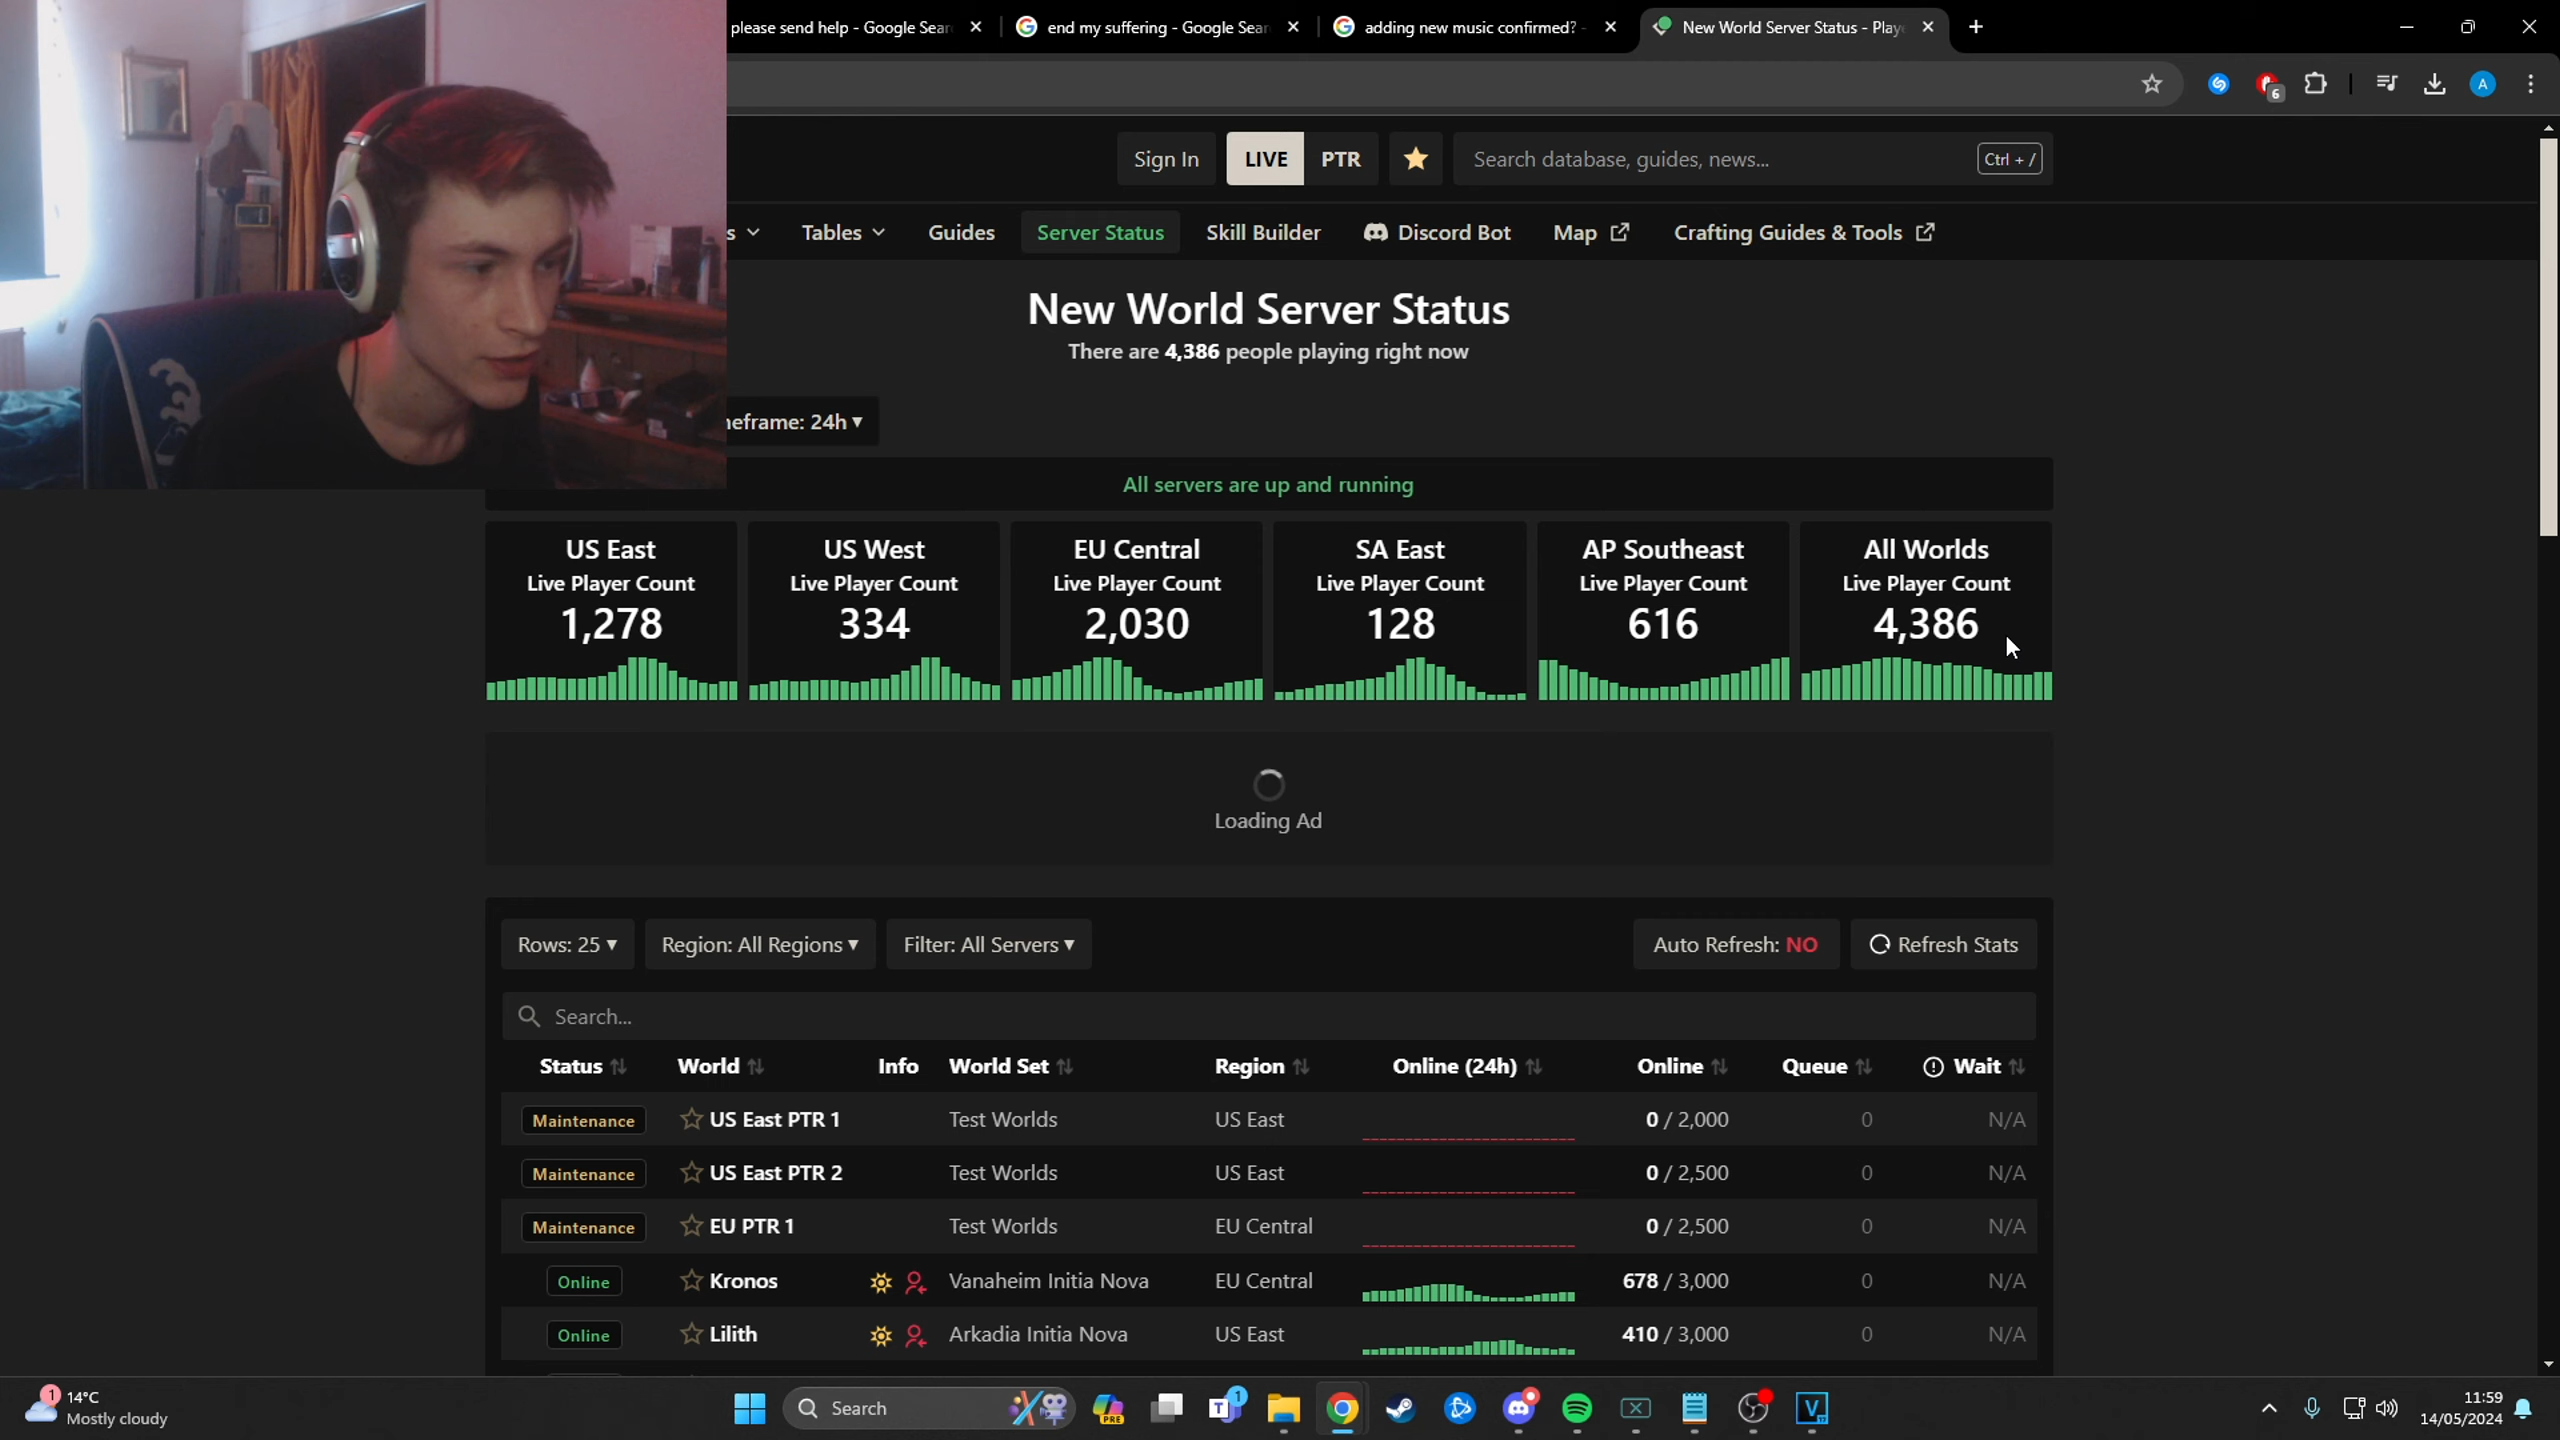 please send help - Google Sear
end my suffering - Google Sear
adding new music confirmed? -
New World Server Status - Playe
6
A
Sign In
LIVE
PTR
Search database, guides, news...
Ctrl + /
s
Tables
Guides
Server Status
Skill Builder
Discord Bot
Map
Crafting Guides & Tools
New World Server Status
There are 4,386 people playing right now
neframe: 24h ▾
All servers are up and running
US East
Live Player Count
1,278
US West
Live Player Count
334
EU Central
Live Player Count
2,030
SA East
Live Player Count
128
AP Southeast
Live Player Count
616
All Worlds
Live Player Count
4,386
Loading Ad
Rows: 25 ▾
Region: All Regions ▾
Filter: All Servers ▾
Auto Refresh: NO
Refresh Stats
Search...
Status World Info World Set Region Online (24h) Online Queue Wait
Maintenance US East PTR 1 Test Worlds US East 0 / 2,000 0 N/A
Maintenance US East PTR 2 Test Worlds US East 0 / 2,500 0 N/A
Maintenance EU PTR 1 Test Worlds EU Central 0 / 2,500 0 N/A
Online Kronos Vanaheim Initia Nova EU Central 678 / 3,000 0 N/A
Online Lilith Arkadia Initia Nova US East 410 / 3,000 0 N/A
1
14°C
Mostly cloudy
Search
PRE
T
1
V
11:59
14/05/2024